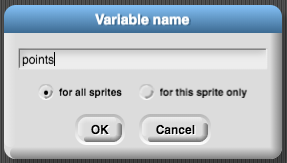 Variable name
points
for all sprites for this sprite only
OK Cancel